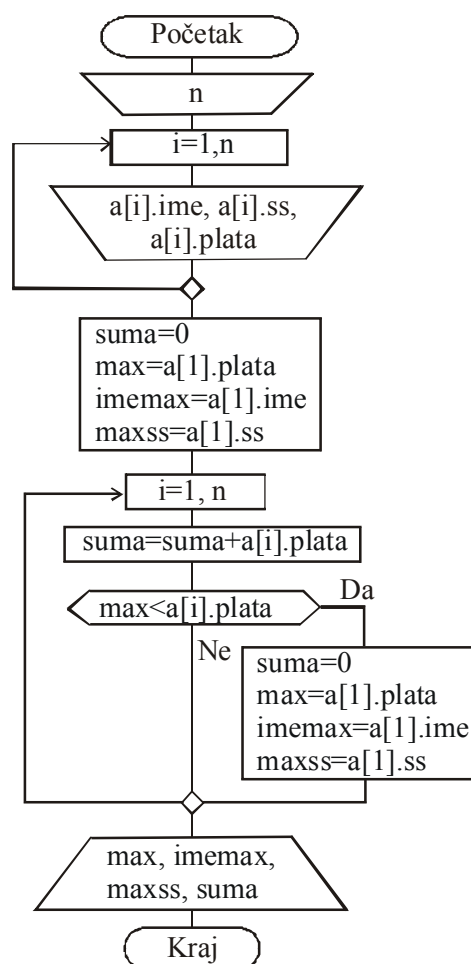 Početak
n
i=1,n
a[i].ime, a[i].ss,
a[i].plata
suma=0
max=a[1].plata
imemax=a[1].ime
maxss=a[1].ss
i=1, n
suma=suma+a[i].plata
max<a[i].plata
Da
Ne
suma=0
max=a[1].plata
imemax=a[1].ime
maxss=a[1].ss
max, imemax,
maxss, suma
Kraj